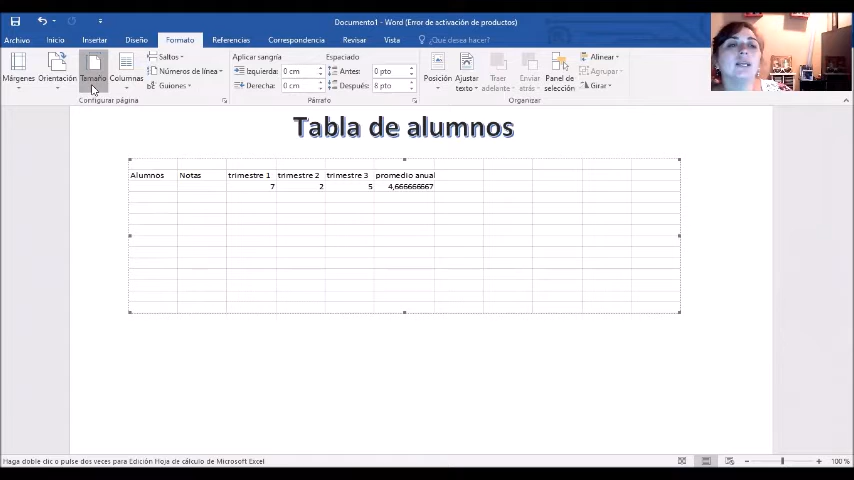 Documento1 - Word (Error de activación de productos)
Archivo Inicio Insertar Diseño Formato Referencias Correspondencia Revisar Vista ¿Qué desea hacer?
Márgenes Orientación Tamaño Columnas
Saltos
Números de línea
Guiones
Configurar página
Aplicar sangría Espaciado
Izquierda: 0 cm Antes: 0 pto
Derecha: 0 cm Después: 8 pto
Párrafo
Posición Ajustar texto Traer adelante Enviar atrás Panel de selección
Alinear
Agrupar
Girar
Organizar
Tabla de alumnos
Alumnos Notas trimestre 1 trimestre 2 trimestre 3 promedio anual
7 2 5 4,666666667
Haga doble clic o pulse dos veces para Edición Hoja de cálculo de Microsoft Excel
100 %